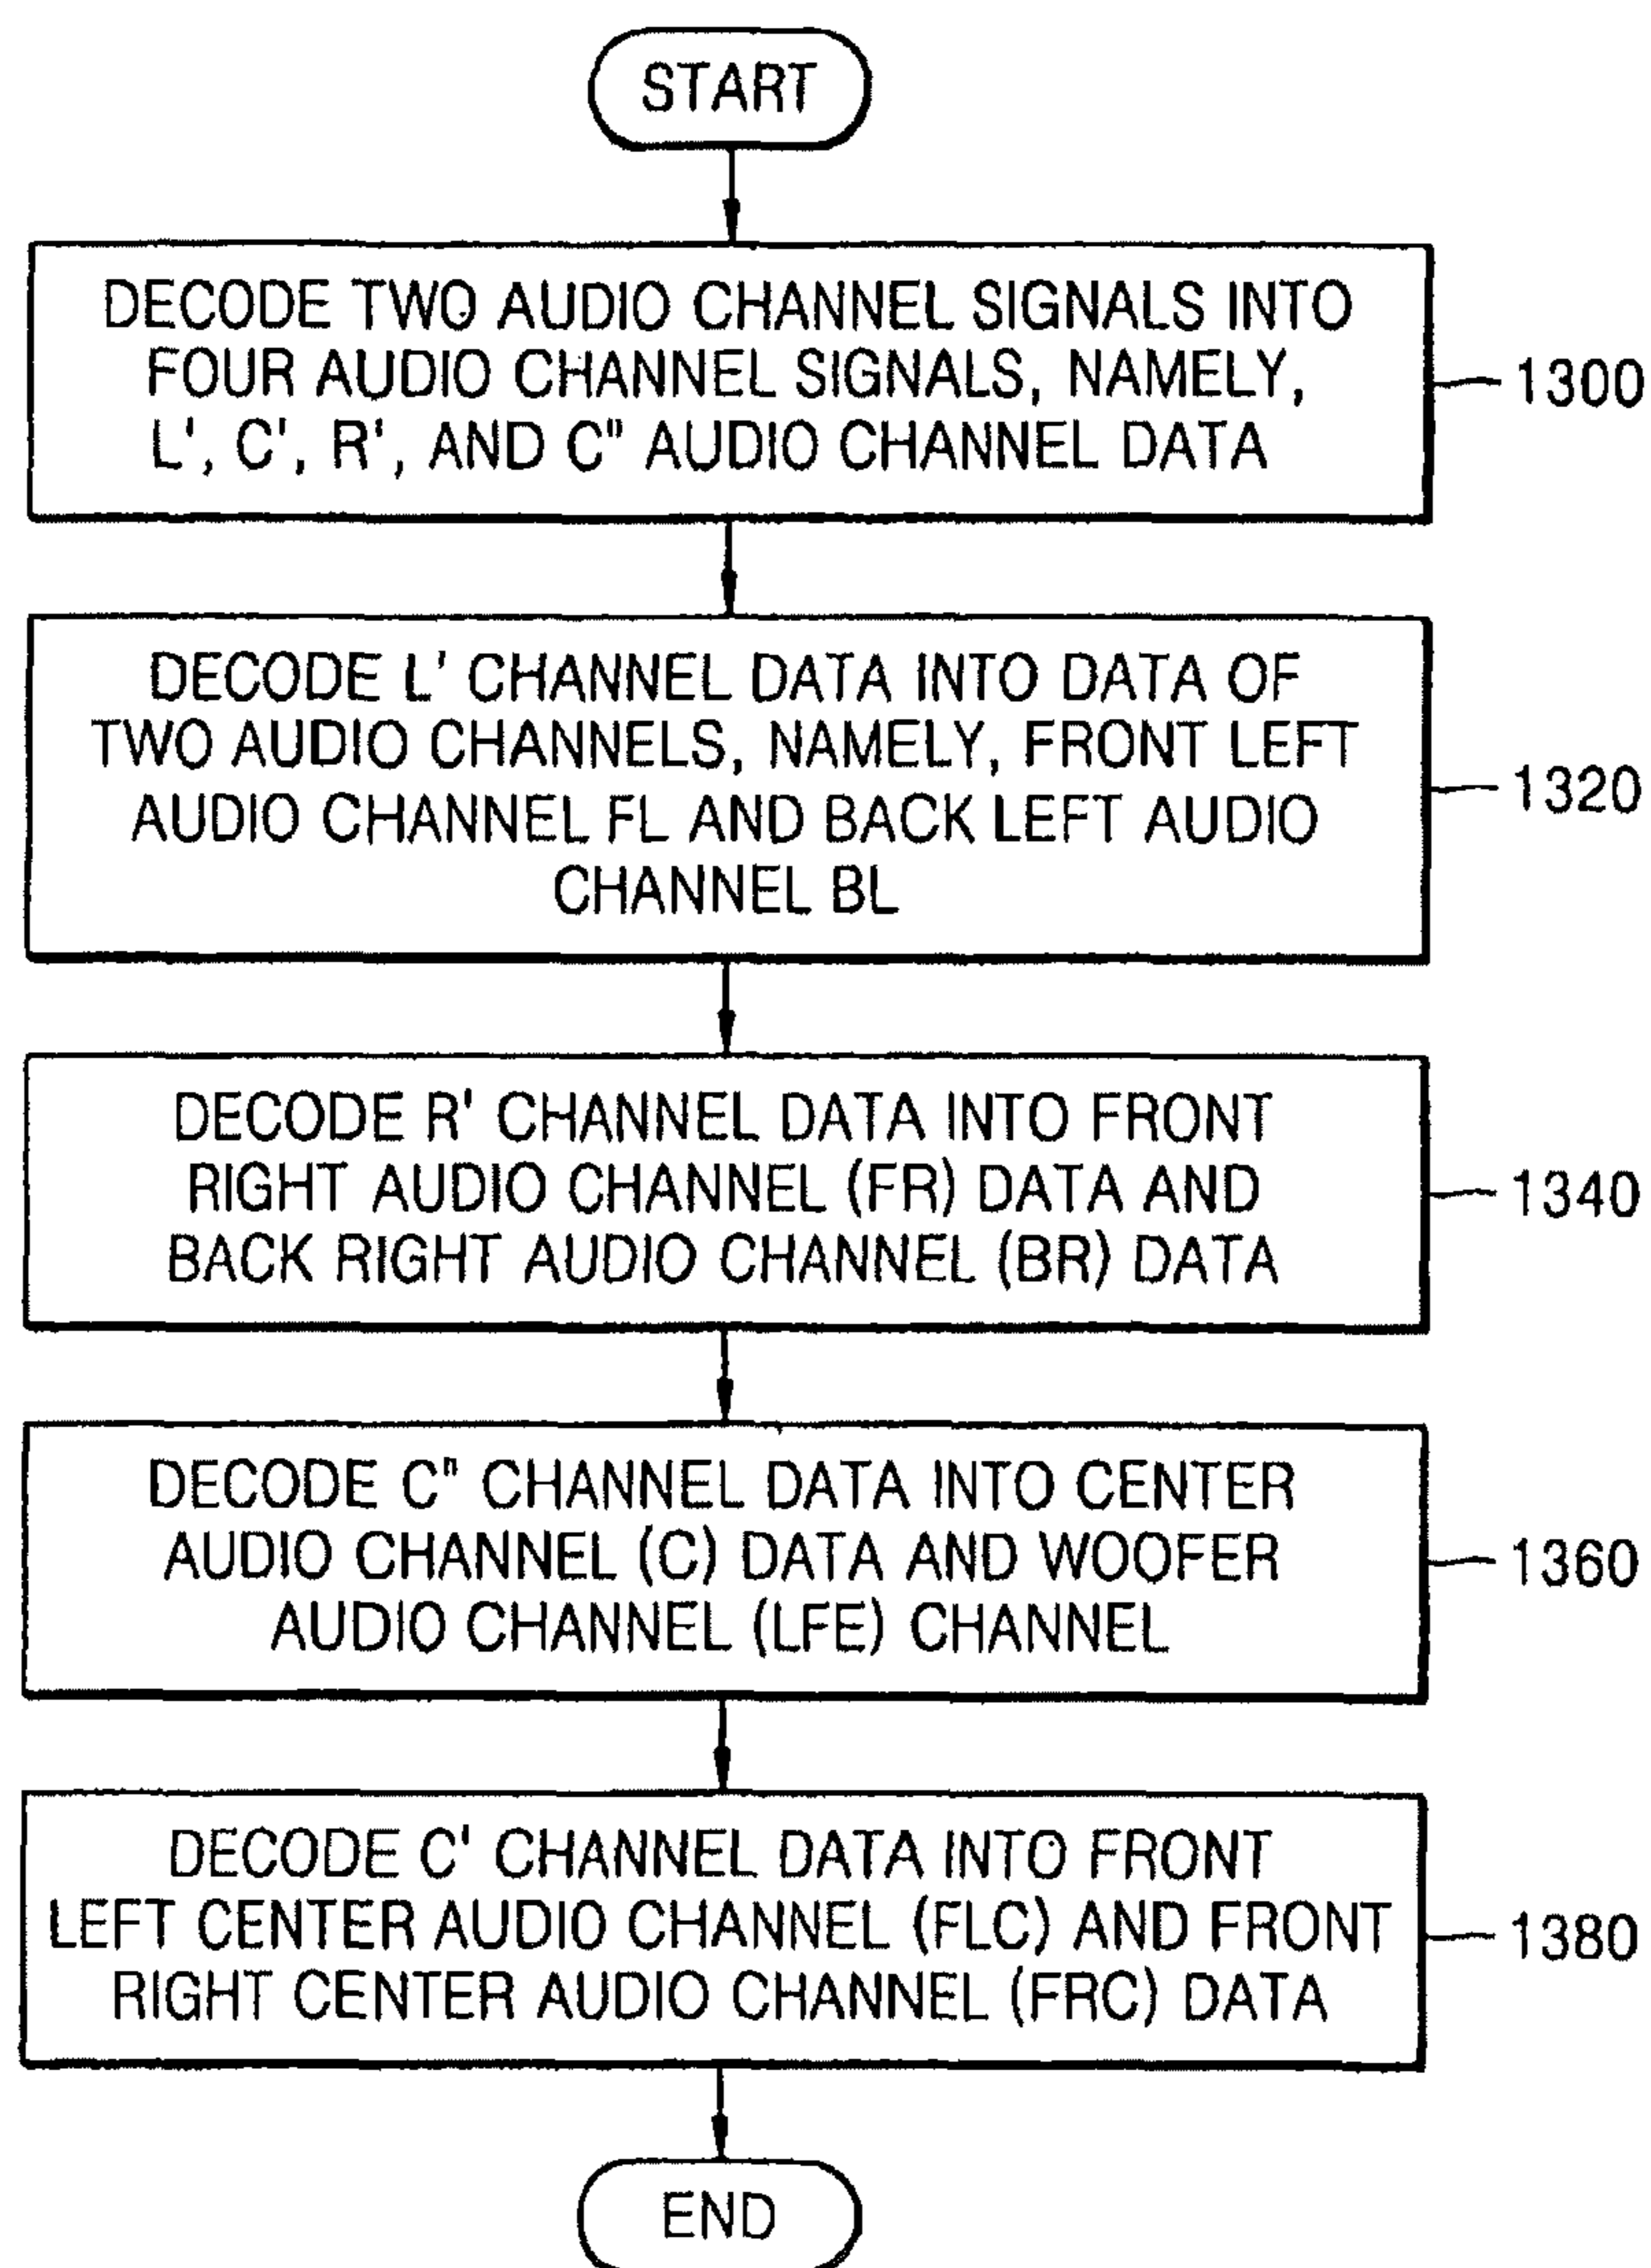 START
DECODE TWO AUDIO CHANNEL SIGNALS INTO
FOUR AUDIO CHANNEL SIGNALS, NAMELY,
L', C', R', AND C" AUDIO CHANNEL DATA
1300
DECODE L' CHANNEL DATA INTO DATA OF
TWO AUDIO CHANNELS, NAMELY, FRONT LEFT
AUDIO CHANNEL FL AND BACK LEFT AUDIO
CHANNEL BL
1320
DECODE R' CHANNEL DATA INTO FRONT
RIGHT AUDIO CHANNEL (FR) DATA AND
BACK RIGHT AUDIO CHANNEL (BR) DATA
1340
DECODE C" CHANNEL DATA INTO CENTER
AUDIO CHANNEL (C) DATA AND WOOFER
AUDIO CHANNEL (LFE) CHANNEL
1360
DECODE C' CHANNEL DATA INTO FRONT
LEFT CENTER AUDIO CHANNEL (FLC) AND FRONT
RIGHT CENTER AUDIO CHANNEL (FRC) DATA
1380
END